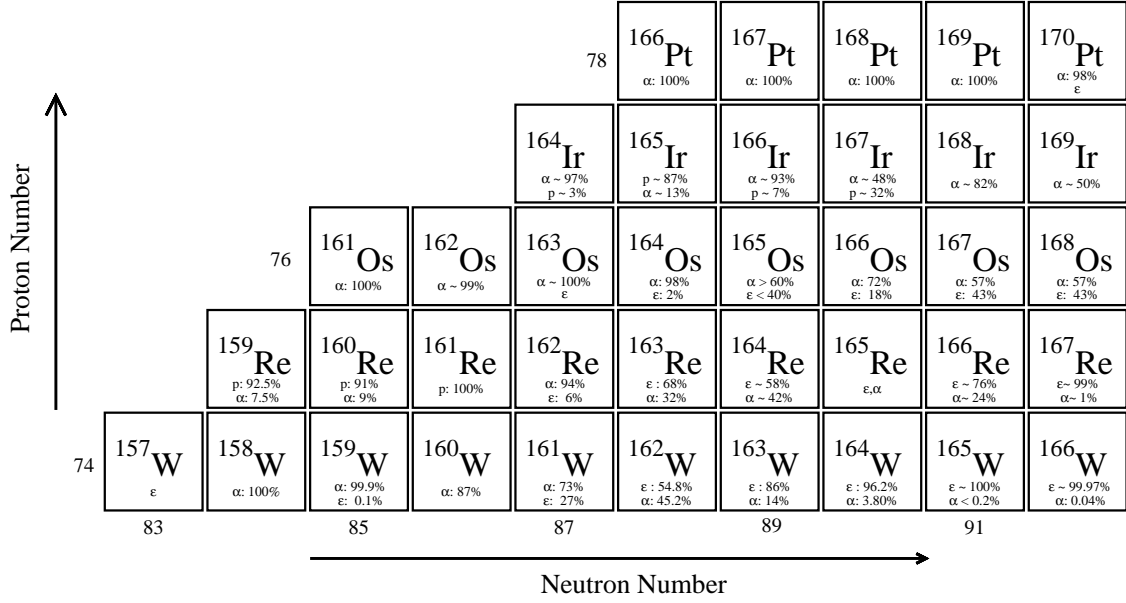 78
166Pt
α: 100%
167Pt
α: 100%
168Pt
α: 100%
169Pt
α: 100%
170Pt
α: 98%
ε
164Ir
α ~ 97%
p ~ 3%
165Ir
p ~ 87%
α ~ 13%
166Ir
α ~ 93%
p ~ 7%
167Ir
α ~ 48%
p ~ 32%
168Ir
α ~ 82%
169Ir
α ~ 50%
76
161Os
α: 100%
162Os
α ~ 99%
163Os
α ~ 100%
ε
164Os
α: 98%
ε: 2%
165Os
α > 60%
ε < 40%
166Os
α: 72%
ε: 18%
167Os
α: 57%
ε: 43%
168Os
α: 57%
ε: 43%
159Re
p: 92.5%
α: 7.5%
160Re
p: 91%
α: 9%
161Re
p: 100%
162Re
α: 94%
ε: 6%
163Re
ε : 68%
α: 32%
164Re
ε ~ 58%
α ~ 42%
165Re
ε,α
166Re
ε ~ 76%
α~ 24%
167Re
ε~ 99%
α~ 1%
74
157W
ε
158W
α: 100%
159W
α: 99.9%
ε: 0.1%
160W
α: 87%
161W
α: 73%
ε: 27%
162W
ε : 54.8%
α: 45.2%
163W
ε : 86%
α: 14%
164W
ε : 96.2%
α: 3.80%
165W
ε ~ 100%
α < 0.2%
166W
ε ~ 99.97%
α: 0.04%
83
85
87
89
91
Proton Number
Neutron Number